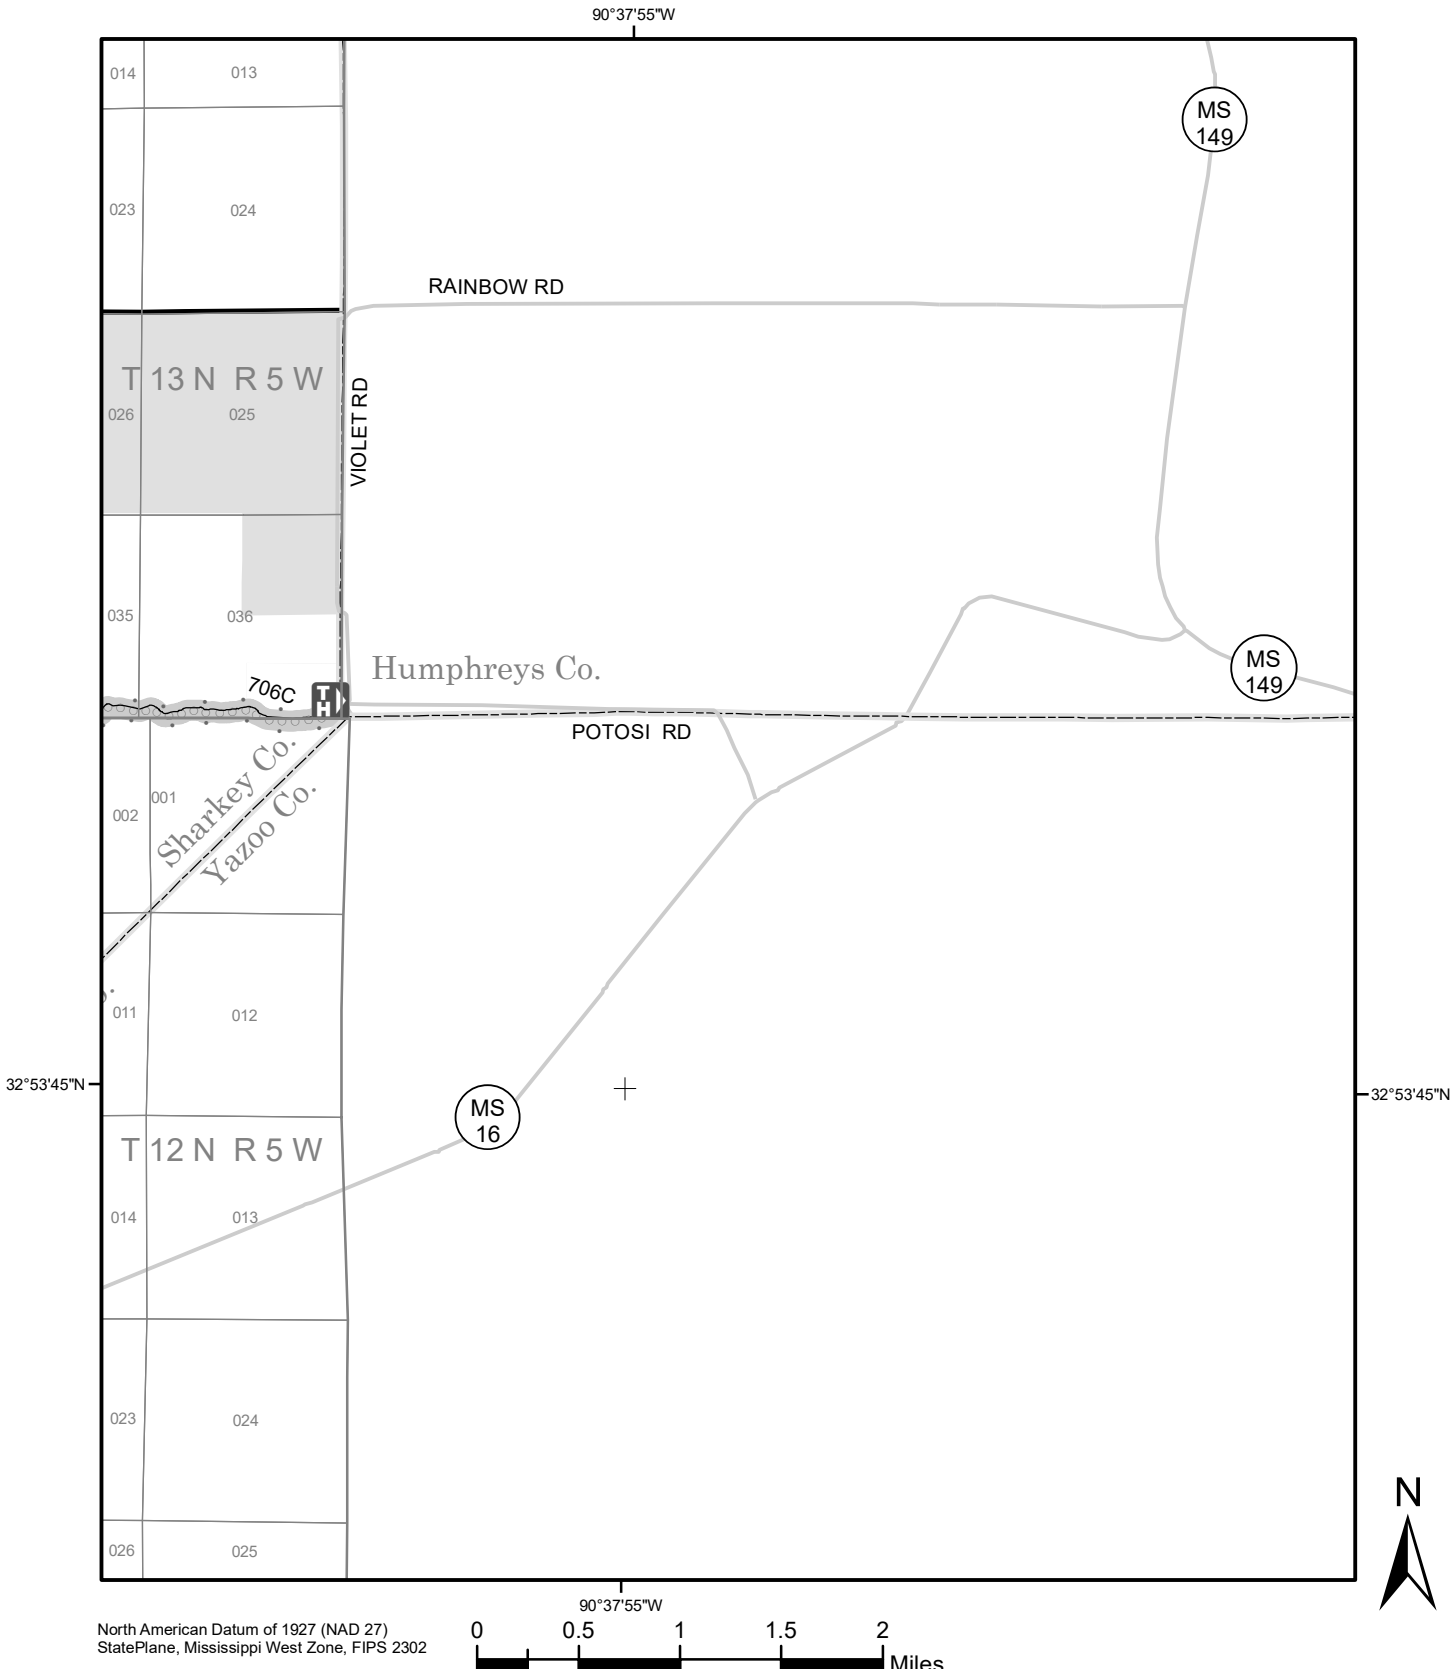 90°37'55"W
014
013
MS
149
023
024
RAINBOW RD
T 13 N R 5 W
026
025
VIOLET RD
035
036
Humphreys Co.
706C
T
H
MS
149
POTOSI RD
Sharkey Co.
Yazoo Co.
002
001
011
012
32°53'45"N
32°53'45"N
MS
16
T 12 N R 5 W
014
013
023
024
026
025
N
90°37'55"W
North American Datum of 1927 (NAD 27)
StatePlane, Mississippi West Zone, FIPS 2302
0 0.5 1 1.5 2
Miles